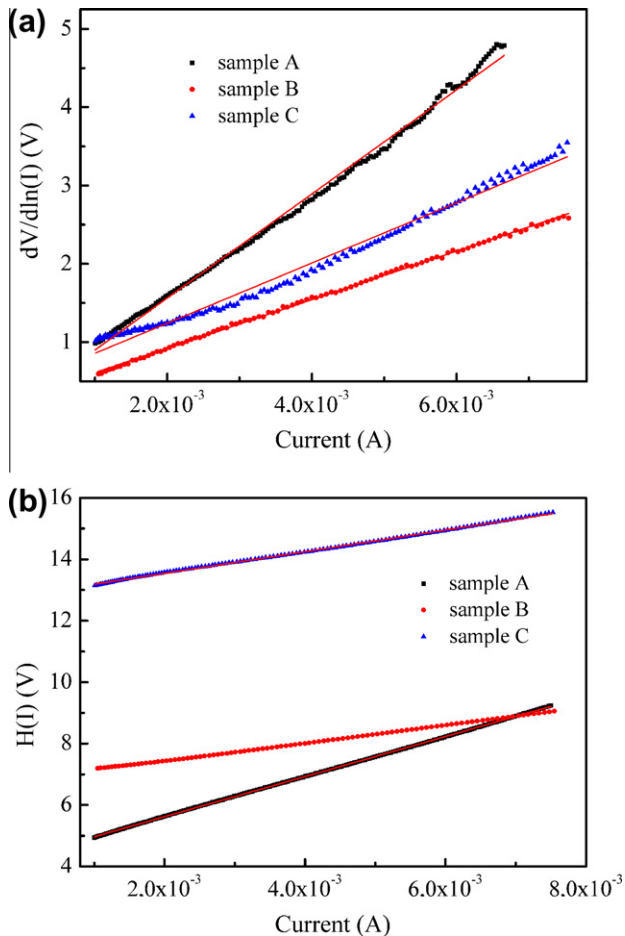 (a)
5
4
3
2
1
dV/dln(I) (V)
sample A
sample B
sample C
2.0x10⁻³ 4.0x10⁻³ 6.0x10⁻³
Current (A)
(b)
16
14
12
10
8
6
4
H(I) (V)
sample A
sample B
sample C
2.0x10⁻³ 4.0x10⁻³ 6.0x10⁻³ 8.0x10⁻³
Current (A)